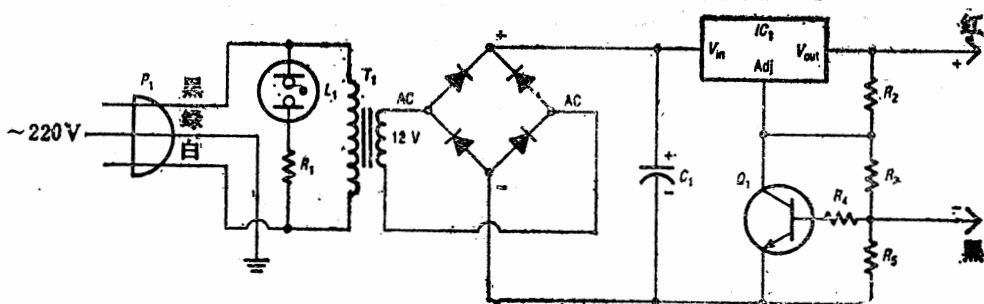 ~220V
P₁
黑
綠
白
L₁
R₁
T₁
AC
12 V
AC
+
−
+
C₁
−
IC₁
Vin
Vout
Adj
R₂
R₃
Q₁
R₄
R₅
紅
+
−
黑